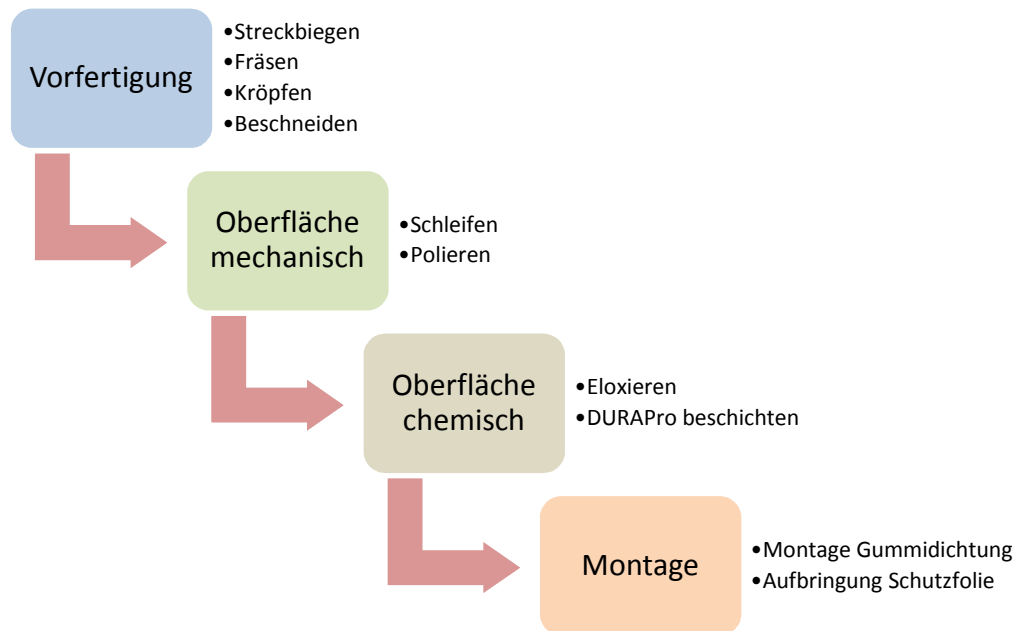 Vorfertigung
•Streckbiegen
•Fräsen
•Kröpfen
•Beschneiden
Oberfläche
mechanisch
•Schleifen
•Polieren
Oberfläche
chemisch
•Eloxieren
•DURAPro beschichten
Montage
•Montage Gummidichtung
•Aufbringung Schutzfolie